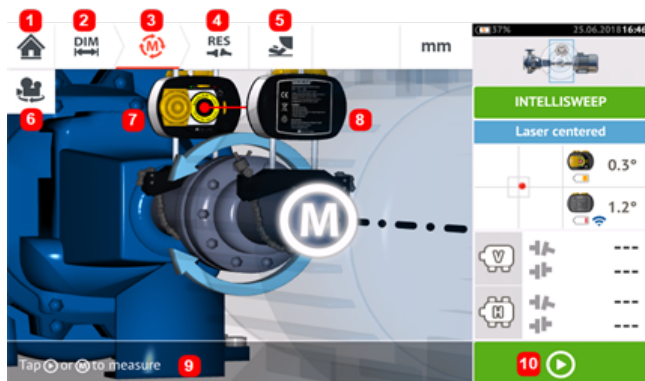 1 2 3 4 5
DIM M RES mm
6
7 8
M
9 Tap or M to measure
37% 25.06.2018 16:46
INTELLISWEEP
Laser centered
0.3°
1.2°
V ---
---
H ---
---
10